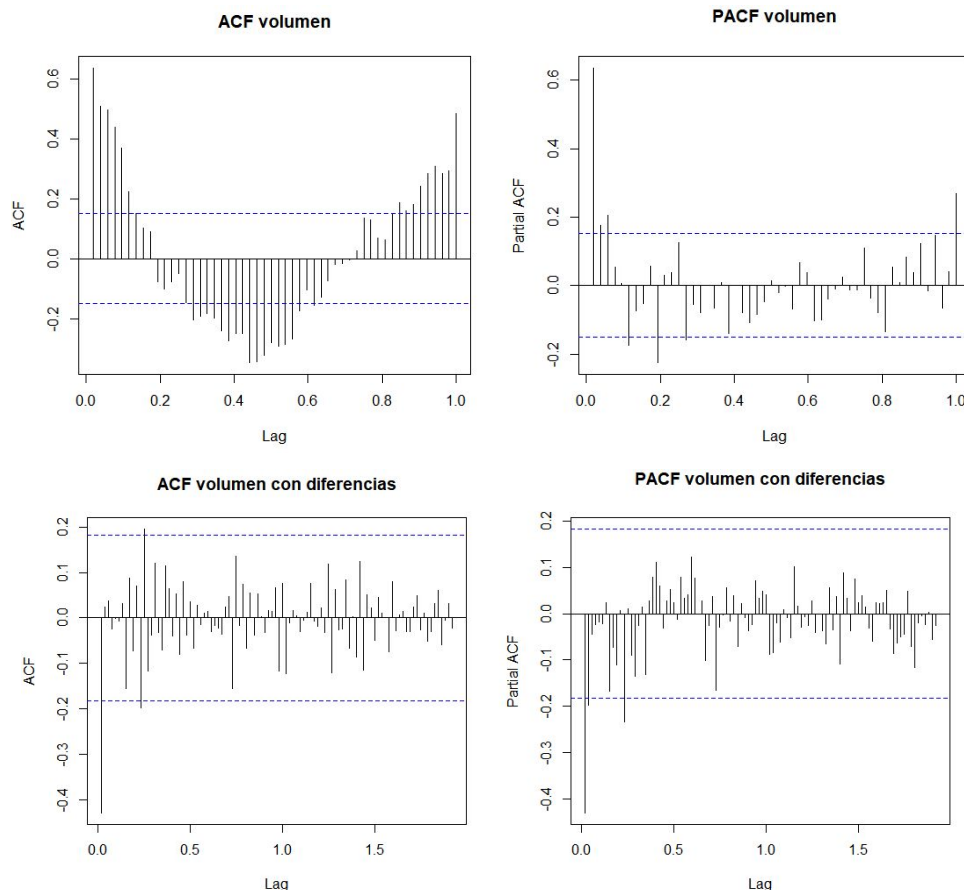 ACF volumen
ACF
0.6
0.4
0.2
0.0
-0.2
0.0 0.2 0.4 0.6 0.8 1.0
Lag
PACF volumen
Partial ACF
0.6
0.4
0.2
0.0
-0.2
0.0 0.2 0.4 0.6 0.8 1.0
Lag
ACF volumen con diferencias
ACF
0.2
0.1
0.0
-0.1
-0.2
-0.3
-0.4
0.0 0.5 1.0 1.5
Lag
PACF volumen con diferencias
Partial ACF
0.2
0.1
0.0
-0.1
-0.2
-0.3
-0.4
0.0 0.5 1.0 1.5
Lag